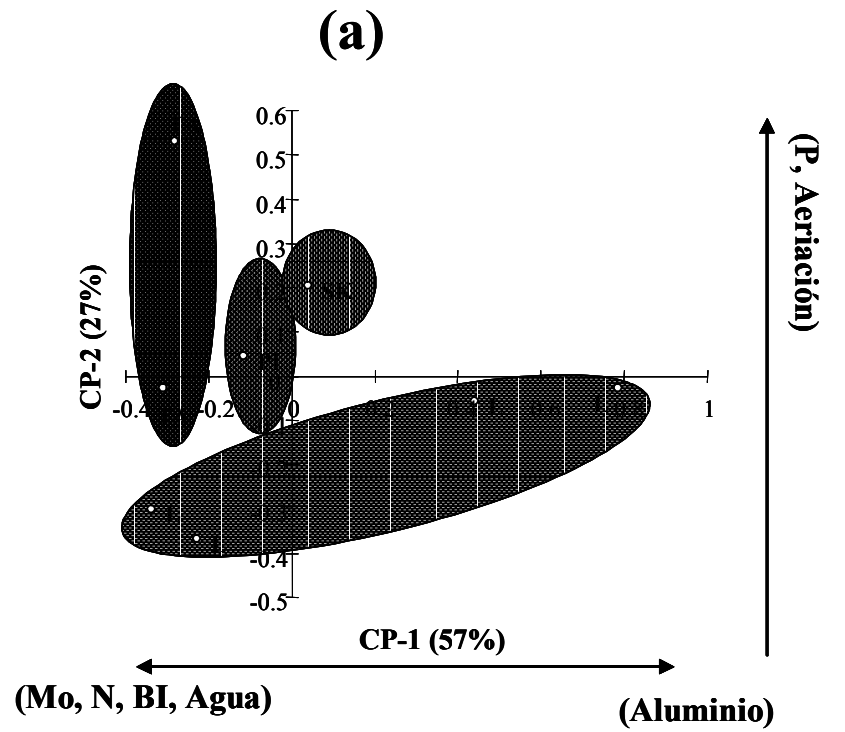 (a)
0.6
0.5
0.4
0.3
(P, Aeriación)
CP-2 (27%)
-0.4
-0.2
0
1
-0.4
-0.5
CP-1 (57%)
(Mo, N, BI, Agua)
(Aluminio)